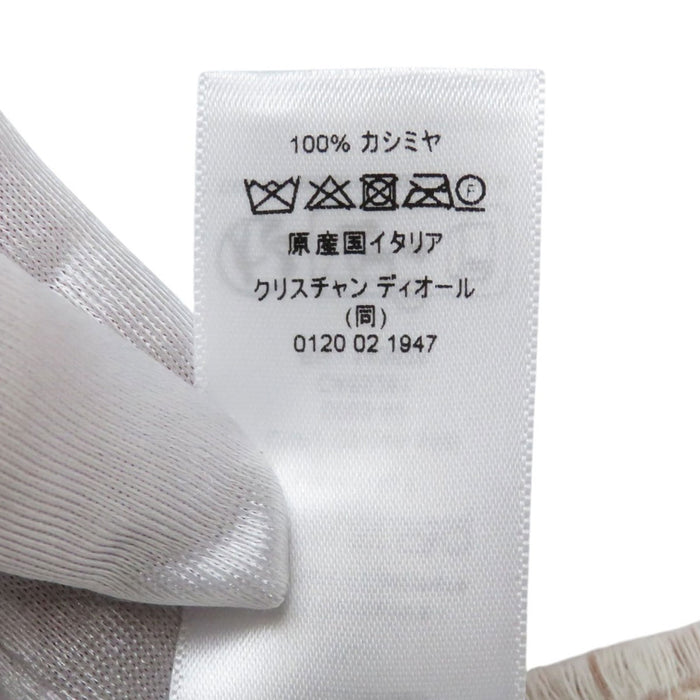 100% カシミヤ
F
原産国イタリア
クリスチャン ディオール
(同)
0120 02 1947